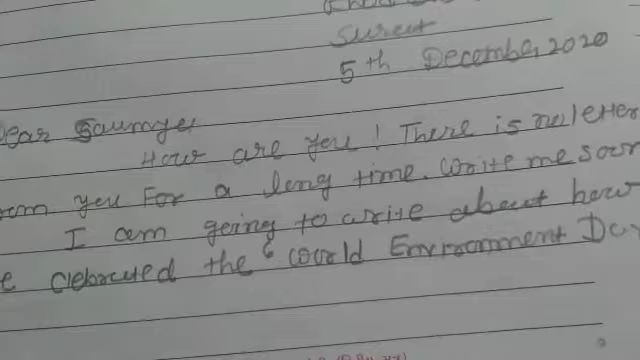 Surat
5th December 2020
Dear Saumya
How are you! There is no letter
from you For a long time. Write me soon
I am going to write about how
we clebrated the " World Environment Day